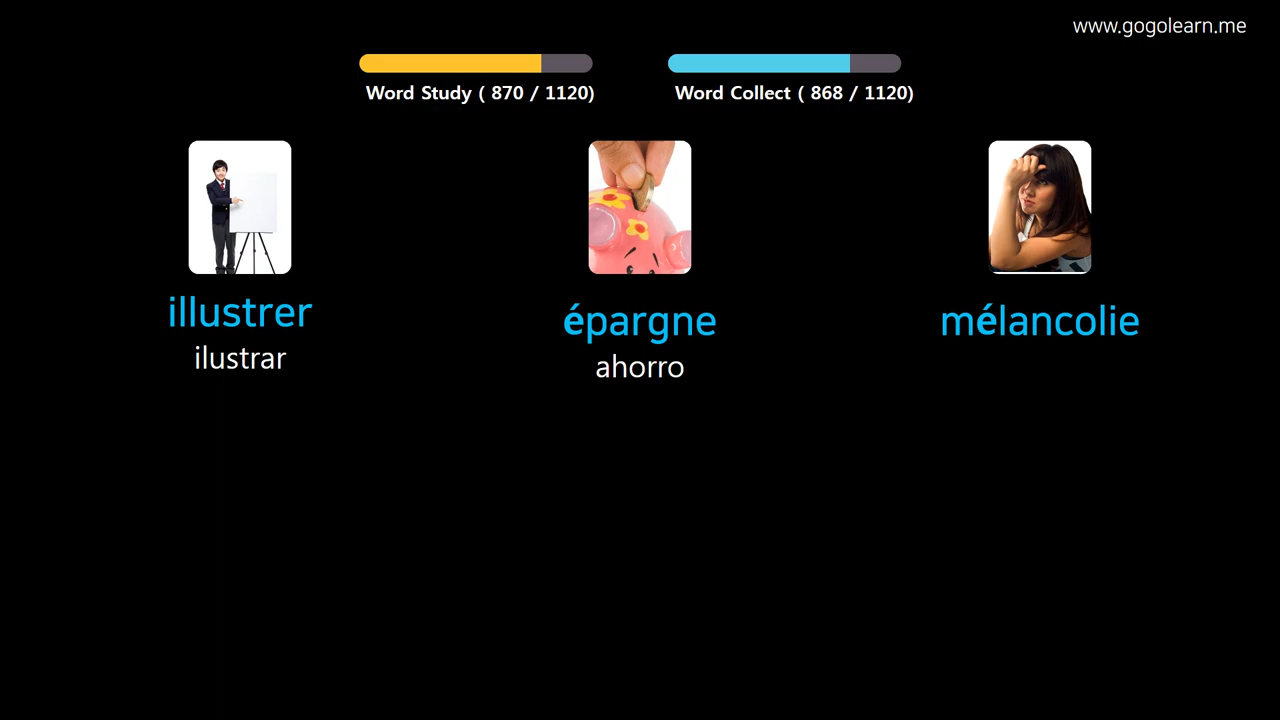 www.gogolearn.me
Word Study ( 870 / 1120)
Word Collect ( 868 / 1120)
illustrer
ilustrar
épargne
ahorro
mélancolie